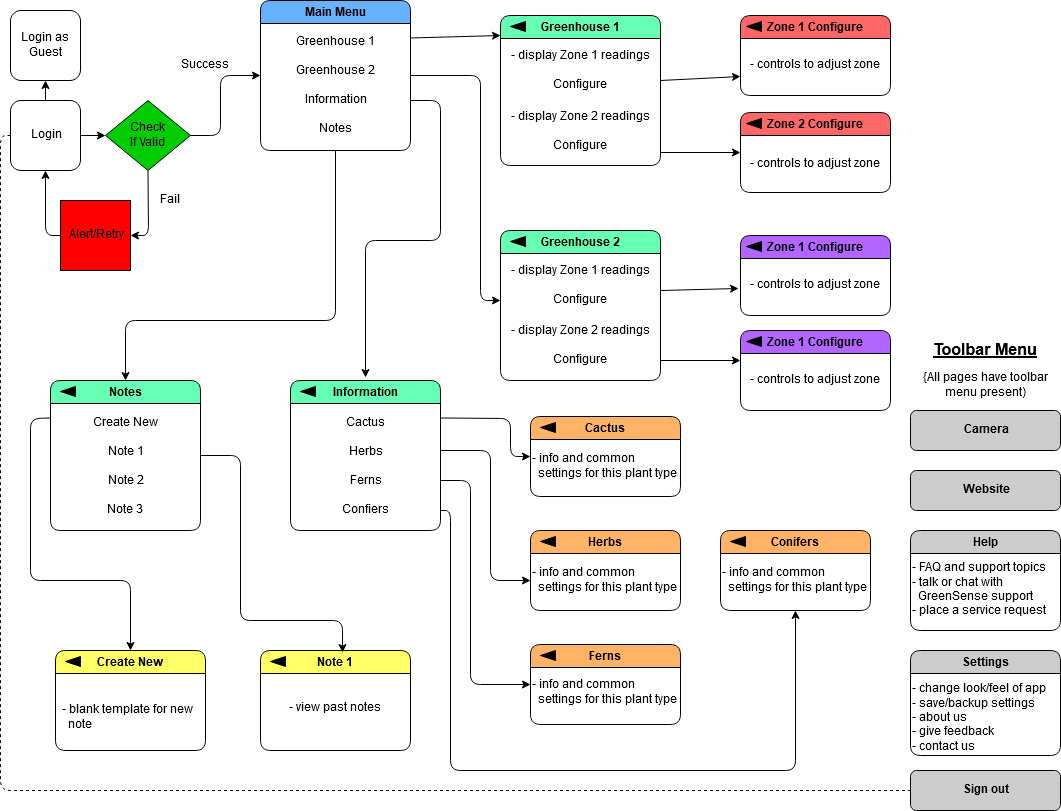 Login as
Guest
Login
Check
If Valid
Success
Fail
Alert/Retry
Main Menu
Greenhouse 1
Greenhouse 2
Information
Notes
Greenhouse 1
- display Zone 1 readings
Configure
- display Zone 2 readings
Configure
Zone 1 Configure
- controls to adjust zone
Zone 2 Configure
- controls to adjust zone
Greenhouse 2
- display Zone 1 readings
Configure
- display Zone 2 readings
Configure
Zone 1 Configure
- controls to adjust zone
Zone 1 Configure
- controls to adjust zone
Notes
Create New
Note 1
Note 2
Note 3
Information
Cactus
Herbs
Ferns
Confiers
Cactus
- info and common
settings for this plant type
Herbs
- info and common
settings for this plant type
Conifers
- info and common
settings for this plant type
Ferns
- info and common
settings for this plant type
Create New
- blank template for new
note
Note 1
- view past notes
Toolbar Menu
{All pages have toolbar
menu present)
Camera
Website
Help
- FAQ and support topics
- talk or chat with
GreenSense support
- place a service request
Settings
- change look/feel of app
- save/backup settings
- about us
- give feedback
- contact us
Sign out